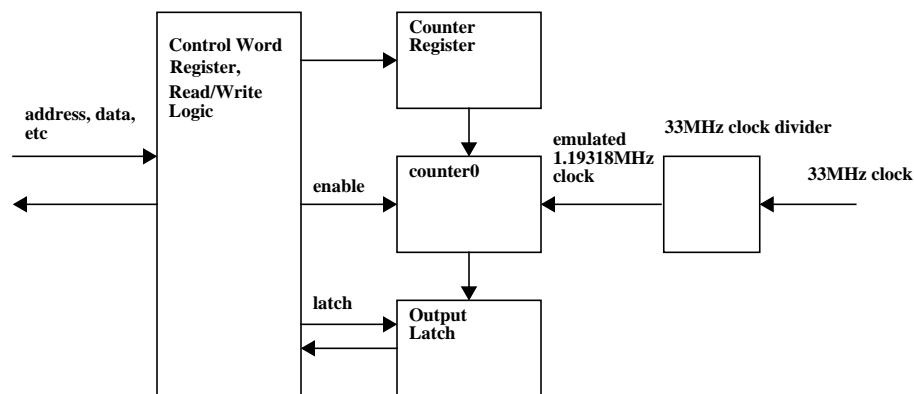 Control Word
Register,
Read/Write
Logic
Counter
Register
address, data,
etc
33MHz clock divider
emulated
1.19318MHz
clock
counter0
33MHz clock
enable
latch
Output
Latch